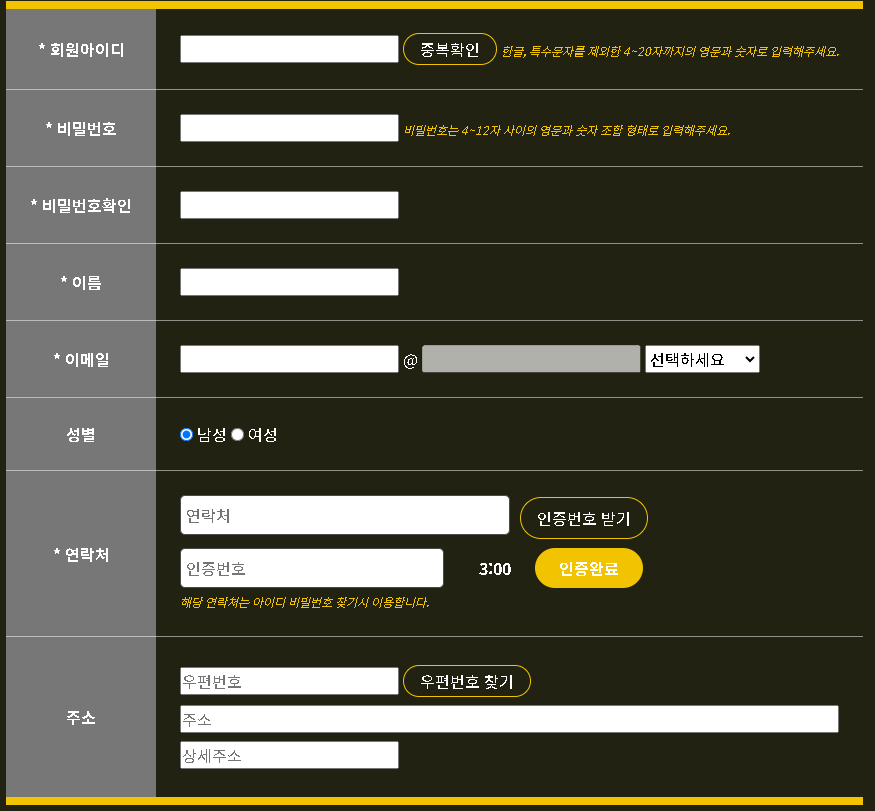 * 회원아이디 중복확인 한글, 특수문자를 제외한 4~20자까지의 영문과 숫자로 입력해주세요.
* 비밀번호 비밀번호는 4~12자 사이의 영문과 숫자 조합 형태로 입력해주세요.
* 비밀번호확인
* 이름
* 이메일 @ 선택하세요
성별 남성 여성
연락처 인증번호 받기
* 연락처
인증번호 3:00 인증완료
해당 연락처는 아이디 비밀번호 찾기시 이용합니다.
우편번호 우편번호 찾기
주소 주소
상세주소